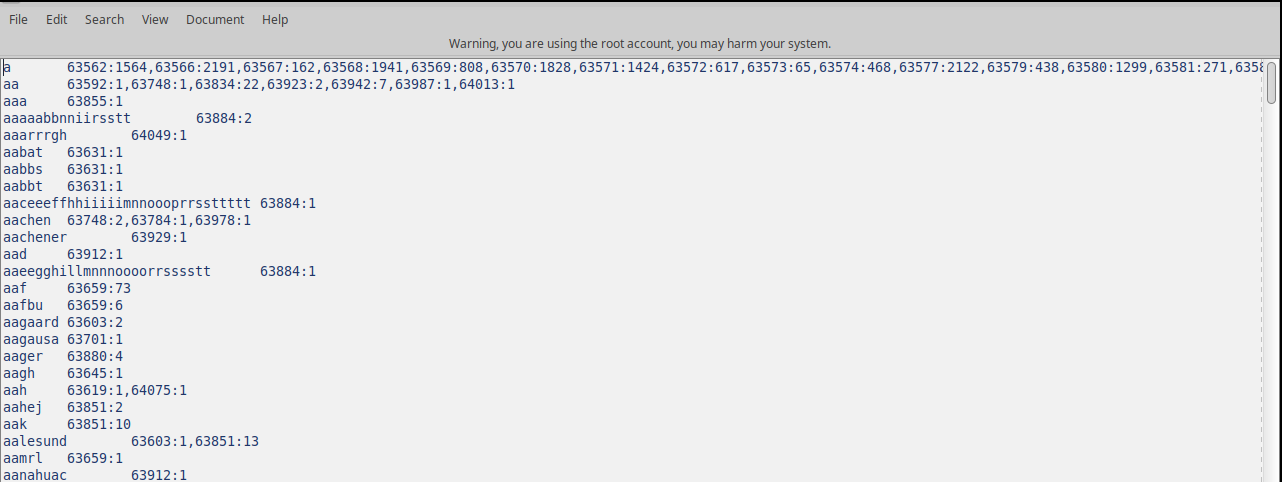 File Edit Search View Document Help
Warning, you are using the root account, you may harm your system.
a 63562:1564,63566:2191,63567:162,63568:1941,63569:808,63570:1828,63571:1424,63572:617,63573:65,63574:468,63577:2122,63579:438,63580:1299,63581:271,6358
aa 63592:1,63748:1,63834:22,63923:2,63942:7,63987:1,64013:1
aaa 63855:1
aaaaabbnniirsstt 63884:2
aaarrrgh 64049:1
aabat 63631:1
aabbs 63631:1
aabbt 63631:1
aaceeeffhhiiiiimnnoooprrssttttt 63884:1
aachen 63748:2,63784:1,63978:1
aachener 63929:1
aad 63912:1
aaeegghillmnnnoooorrsssstt 63884:1
aaf 63659:73
aafbu 63659:6
aagaard 63603:2
aagausa 63701:1
aager 63880:4
aagh 63645:1
aah 63619:1,64075:1
aahej 63851:2
aak 63851:10
aalesund 63603:1,63851:13
aamrl 63659:1
aanahuac 63912:1